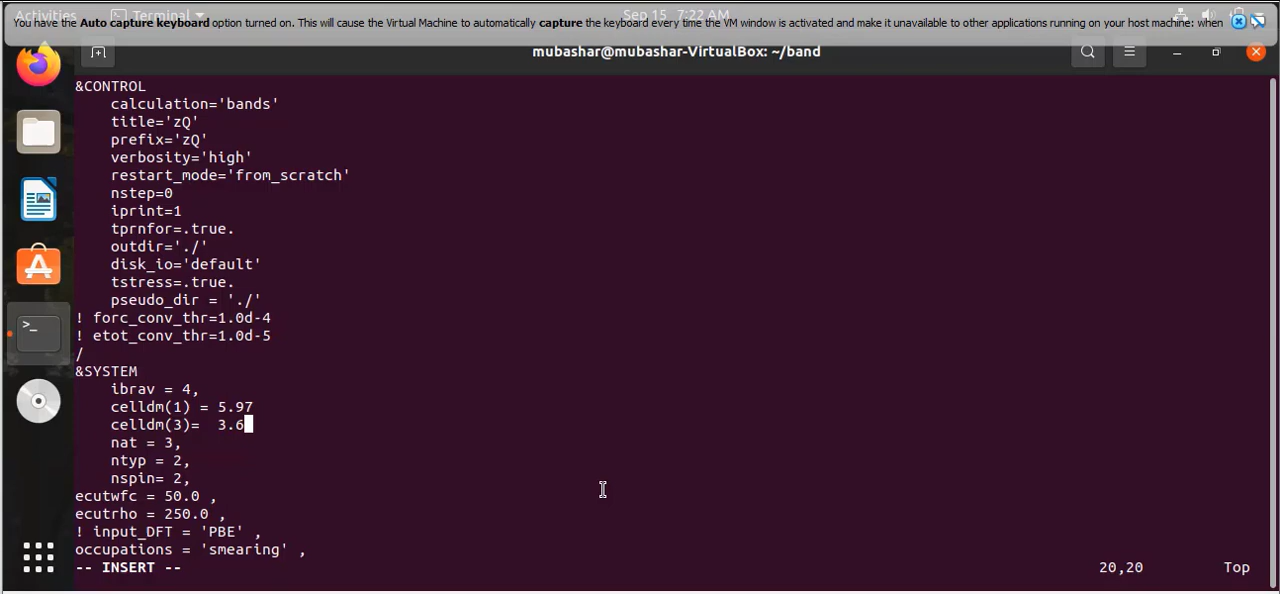 Activities Terminal Sep 15 7:22 AM
You have the Auto capture keyboard option turned on. This will cause the Virtual Machine to automatically capture the keyboard every time the VM window is activated and make it unavailable to other applications running on your host machine: when
mubashar@mubashar-VirtualBox: ~/band
&CONTROL
calculation='bands'
title='zQ'
prefix='zQ'
verbosity='high'
restart_mode='from_scratch'
nstep=0
iprint=1
tprnfor=.true.
outdir='./'
disk_io='default'
tstress=.true.
pseudo_dir = './'
! forc_conv_thr=1.0d-4
! etot_conv_thr=1.0d-5
/
&SYSTEM
ibrav = 4,
celldm(1) = 5.97
celldm(3)=  3.6
nat = 3,
ntyp = 2,
nspin= 2,
ecutwfc = 50.0 ,
ecutrho = 250.0 ,
! input_DFT = 'PBE' ,
occupations = 'smearing' ,
-- INSERT -- 20,20 Top